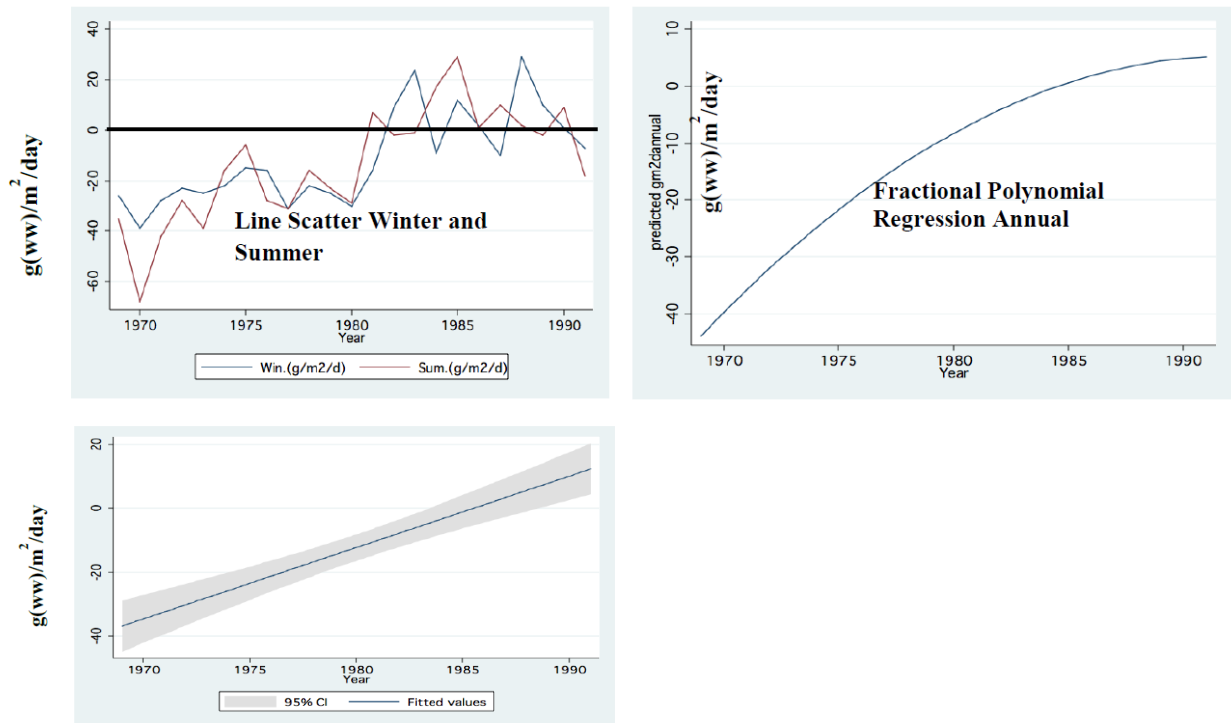 g(ww)/m²/day
40
20
0
-20
-40
-60
Line Scatter Winter and
Summer
1970 1975 1980 1985 1990
Year
Win.(g/m2/d) Sum.(g/m2/d)
g(ww)/m²/day
predicted gm2dannual
10
0
-10
-20
-30
-40
Fractional Polynomial
Regression Annual
1970 1975 1980 1985 1990
Year
g(ww)/m²/day
20
0
-20
-40
1970 1975 1980 1985 1990
Year
95% CI Fitted values